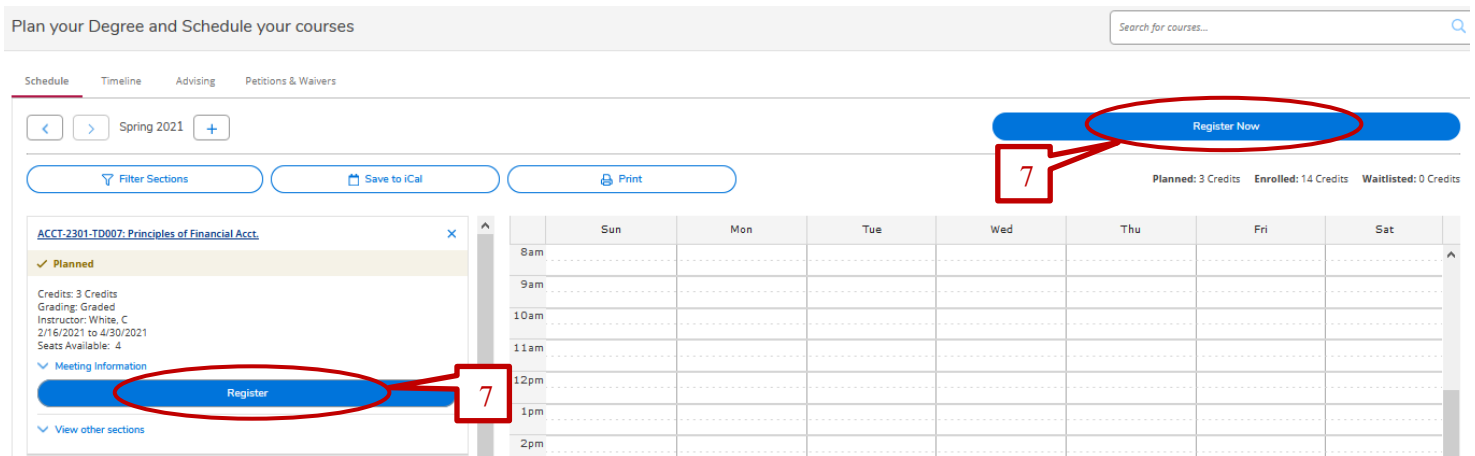 Plan your Degree and Schedule your courses
Search for courses...
Schedule Timeline Advising Petitions & Waivers
Spring 2021
Register Now
7
Filter Sections Save to iCal Print
Planned: 3 Credits Enrolled: 14 Credits Waitlisted: 0 Credits
ACCT-2301-TD007: Principles of Financial Acct.
Planned
Credits: 3 Credits
Grading: Graded
Instructor: White, C
2/16/2021 to 4/30/2021
Seats Available: 4
Meeting Information
Register
7
View other sections
Sun Mon Tue Wed Thu Fri Sat
8am
9am
10am
11am
12pm
1pm
2pm